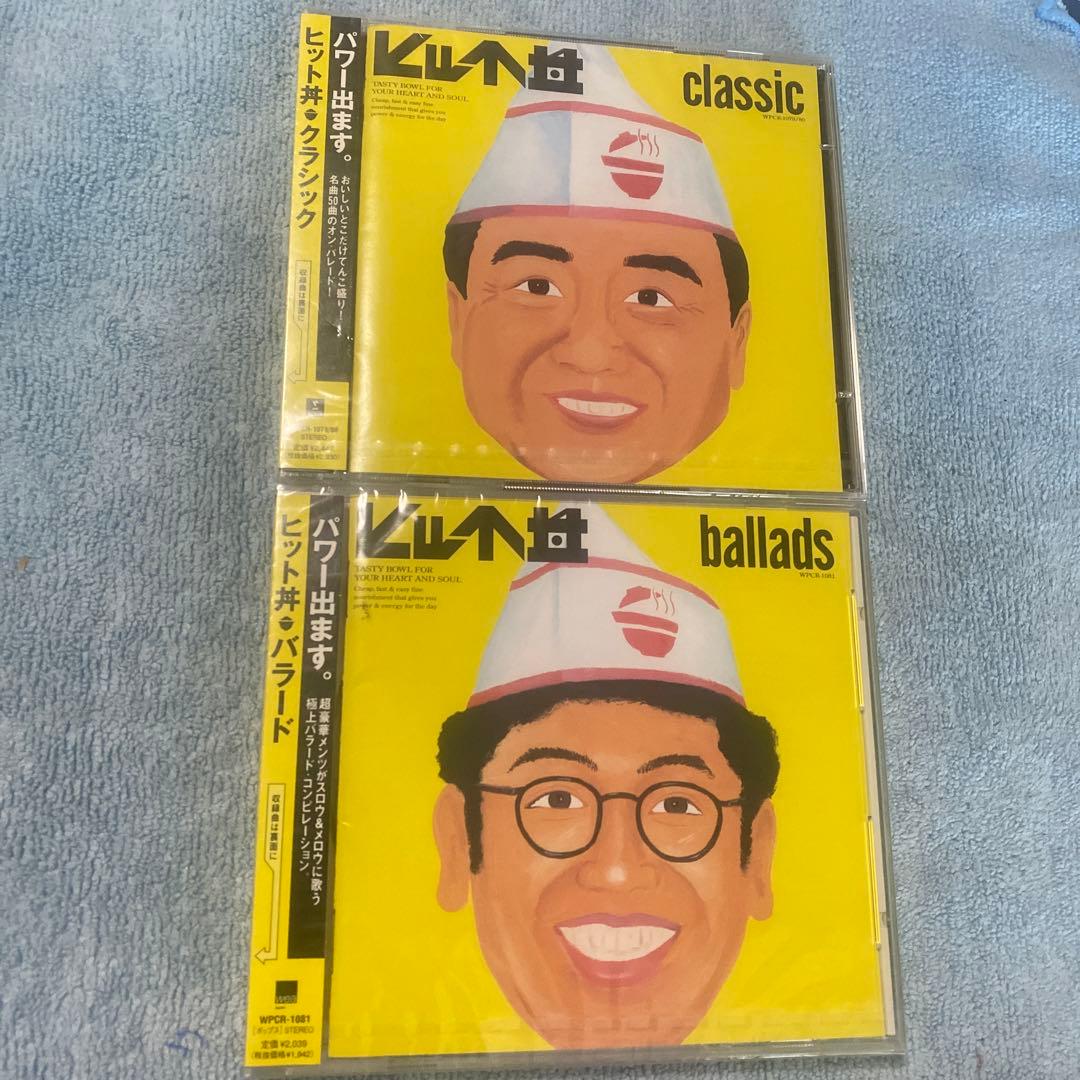 ヒット丼・クラシック
パワー出ます。
おいしいとこだけてんこ盛り!
名曲50曲のオン・パレード!
収録曲は裏面に
STEREO
ヒット丼
TASTY BOWL FOR
YOUR HEART AND SOUL
Cheap, fast & easy fine
nourishment that gives you
power & energy for the day
classic
WPCR-1079/80
ヒット丼・バラード
パワー出ます。
超豪華メンツがスロウ&メロウに歌う
極上バラード・コンピレーション
収録曲は裏面に
wea
WPCR-1081
[ポップス] STEREO
定価 ¥2,039
(税抜価格¥1,942)
ヒット丼
TASTY BOWL FOR
YOUR HEART AND SOUL
Cheap, fast & easy fine
nourishment that gives you
power & energy for the day
ballads
WPCR-1081